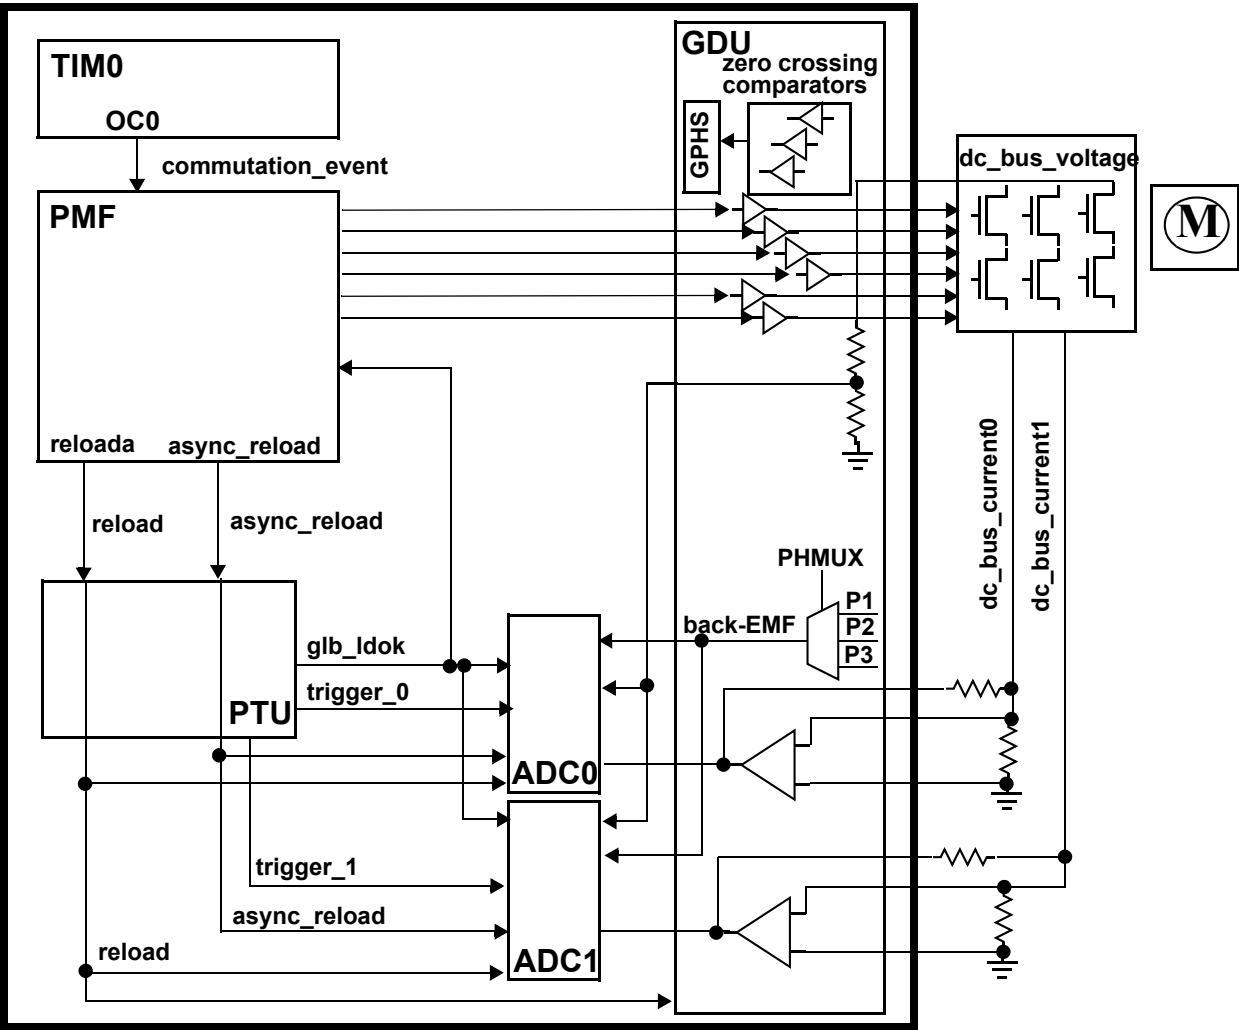 TIM0
OC0
commutation_event
PMF
reloada
async_reload
reload
async_reload
GDU
zero crossing
comparators
GPHS
dc_bus_voltage
M
dc_bus_current0
dc_bus_current1
PHMUX
P1
P2
P3
back-EMF
glb_ldok
trigger_0
PTU
ADC0
trigger_1
async_reload
reload
ADC1